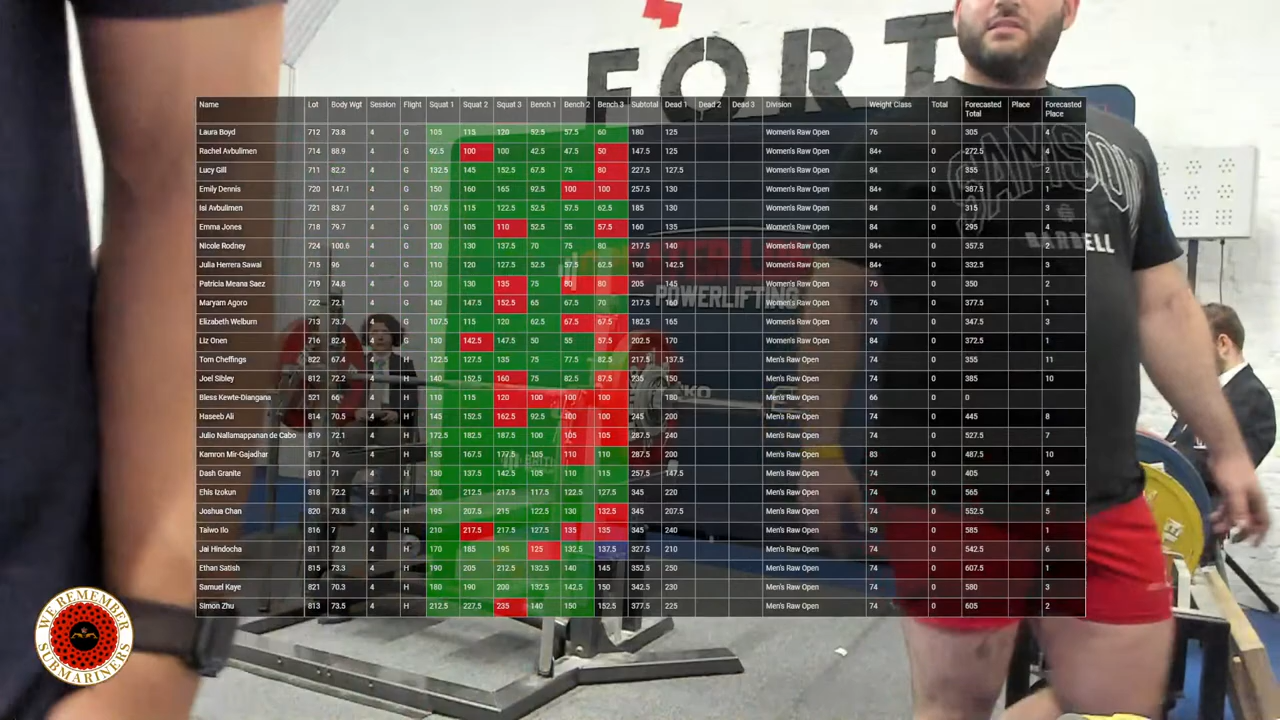 FORT
SAMSON
BARBELL
POWERLIFTING
WE REMEMBER
SUBMARINERS
Name Lot Body Wgt Session Flight Squat 1 Squat 2 Squat 3 Bench 1 Bench 2 Bench 3 Subtotal Dead 1 Dead 2 Dead 3 Division Weight Class Total Forecasted Total Place Forecasted Place
Laura Boyd 712 73.8 4 G 105 115 120 52.5 57.5 60 180 125 Women's Raw Open 76 0 305 4
Rachel Avbulimen 714 88.9 4 G 92.5 100 100 42.5 47.5 50 147.5 125 Women's Raw Open 84+ 0 272.5 4
Lucy Gill 711 82.2 4 G 132.5 145 152.5 67.5 75 80 227.5 127.5 Women's Raw Open 84 0 355 2
Emily Dennis 720 147.1 4 G 150 160 165 92.5 100 100 257.5 130 Women's Raw Open 84+ 0 387.5 1
Isi Avbulimen 721 83.7 4 G 107.5 115 122.5 52.5 57.5 62.5 185 130 Women's Raw Open 84 0 315 3
Emma Jones 718 79.7 4 G 100 105 110 52.5 55 57.5 160 135 Women's Raw Open 84 0 295 4
Nicole Rodney 724 100.6 4 G 120 130 137.5 70 75 80 217.5 140 Women's Raw Open 84+ 0 357.5 2
Julia Herrera Sawai 715 96 4 G 110 120 127.5 52.5 57.5 62.5 190 142.5 Women's Raw Open 84+ 0 332.5 3
Patricia Meana Saez 719 74.8 4 G 120 130 135 75 80 80 205 145 Women's Raw Open 76 0 350 2
Maryam Agoro 722 72.1 4 G 140 147.5 152.5 65 67.5 70 217.5 160 Women's Raw Open 76 0 377.5 1
Elizabeth Welburn 713 73.7 4 G 107.5 115 120 62.5 67.5 67.5 182.5 165 Women's Raw Open 76 0 347.5 3
Liz Onen 716 82.4 4 G 130 142.5 147.5 50 55 57.5 202.5 170 Women's Raw Open 84 0 372.5 1
Tom Cheffings 822 67.4 4 H 122.5 127.5 135 75 77.5 82.5 217.5 137.5 Men's Raw Open 74 0 355 11
Joel Sibley 812 72.2 4 H 140 152.5 160 75 82.5 87.5 235 150 Men's Raw Open 74 0 385 10
Bless Kewte-Diangana 521 66 4 H 110 115 120 100 100 100 180 Men's Raw Open 66 0 0
Haseeb Ali 814 70.5 4 H 145 152.5 162.5 92.5 100 100 245 200 Men's Raw Open 74 0 445 8
Julio Nallamappanan de Cabo 819 72.1 4 H 172.5 182.5 187.5 100 105 105 287.5 240 Men's Raw Open 74 0 527.5 7
Kamron Mir-Gajadhar 817 76 4 H 155 167.5 177.5 105 110 110 287.5 200 Men's Raw Open 83 0 487.5 10
Dash Granite 810 71 4 H 130 137.5 142.5 105 110 115 257.5 147.5 Men's Raw Open 74 0 405 9
Ehis Izokun 818 72.2 4 H 200 212.5 217.5 117.5 122.5 127.5 345 220 Men's Raw Open 74 0 565 4
Joshua Chan 820 73.8 4 H 195 207.5 215 122.5 130 132.5 345 207.5 Men's Raw Open 74 0 552.5 5
Taiwo Ilo 816 7 4 H 210 217.5 217.5 127.5 135 135 345 240 Men's Raw Open 59 0 585 1
Jai Hindocha 811 72.8 4 H 170 185 195 125 132.5 137.5 327.5 210 Men's Raw Open 74 0 542.5 6
Ethan Satish 815 73.3 4 H 190 205 212.5 132.5 140 145 352.5 250 Men's Raw Open 74 0 607.5 1
Samuel Kaye 821 70.3 4 H 180 190 200 132.5 142.5 150 342.5 230 Men's Raw Open 74 0 580 3
Simon Zhu 813 73.5 4 H 212.5 227.5 235 140 150 152.5 377.5 225 Men's Raw Open 74 0 605 2